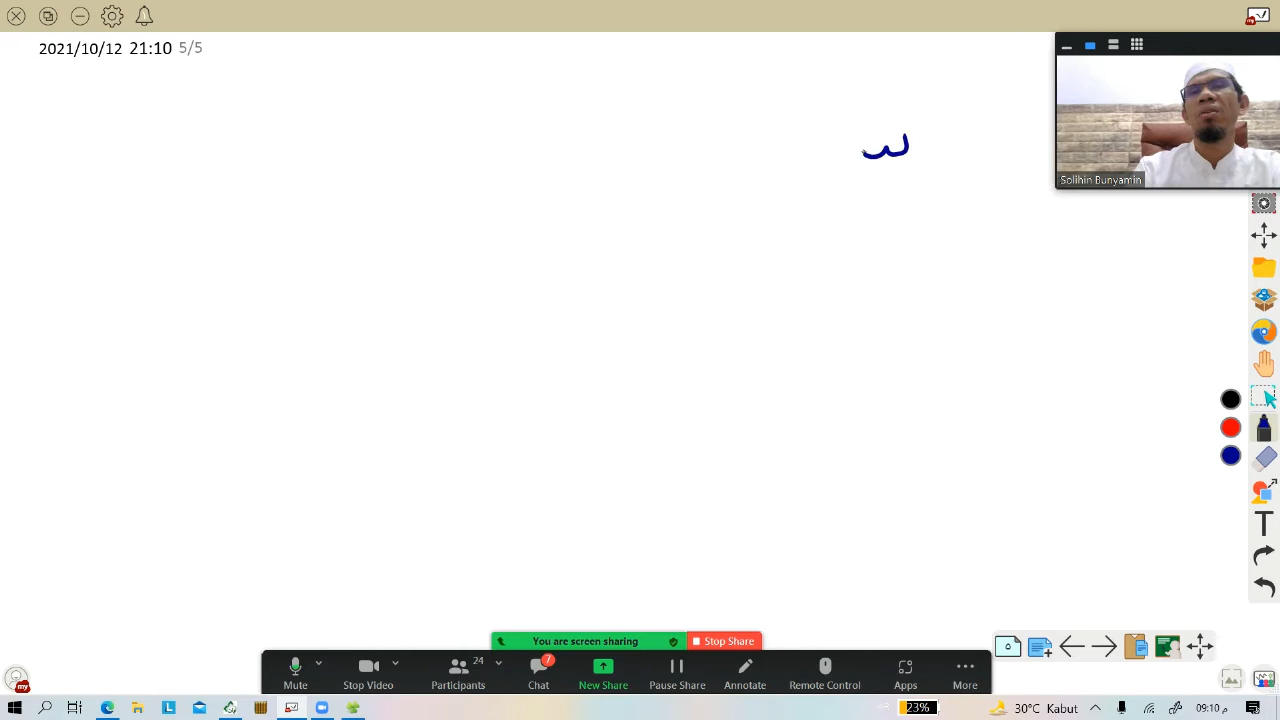 2021/10/12 21:10 5/5
Solihin Bunyamin
You are screen sharing
Stop Share
Mute
Stop Video
24
Participants
7
Chat
New Share
Pause Share
Annotate
Remote Control
Apps
More
23%
30°C Kabut
09:10 م